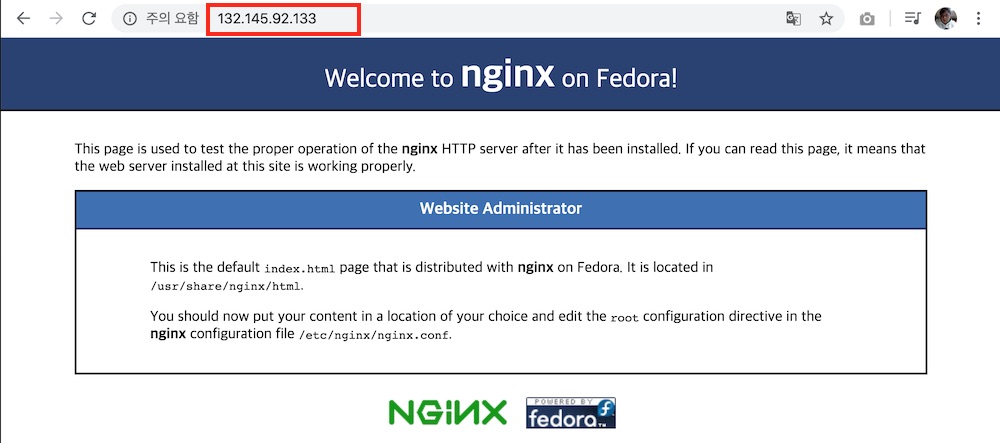 주의 요함 132.145.92.133
Welcome to nginx on Fedora!
This page is used to test the proper operation of the nginx HTTP server after it has been installed. If you can read this page, it means that
the web server installed at this site is working properly.
Website Administrator
This is the default index.html page that is distributed with nginx on Fedora. It is located in
/usr/share/nginx/html.
You should now put your content in a location of your choice and edit the root configuration directive in the
nginx configuration file /etc/nginx/nginx.conf.
NGINX
POWERED BY
fedora™